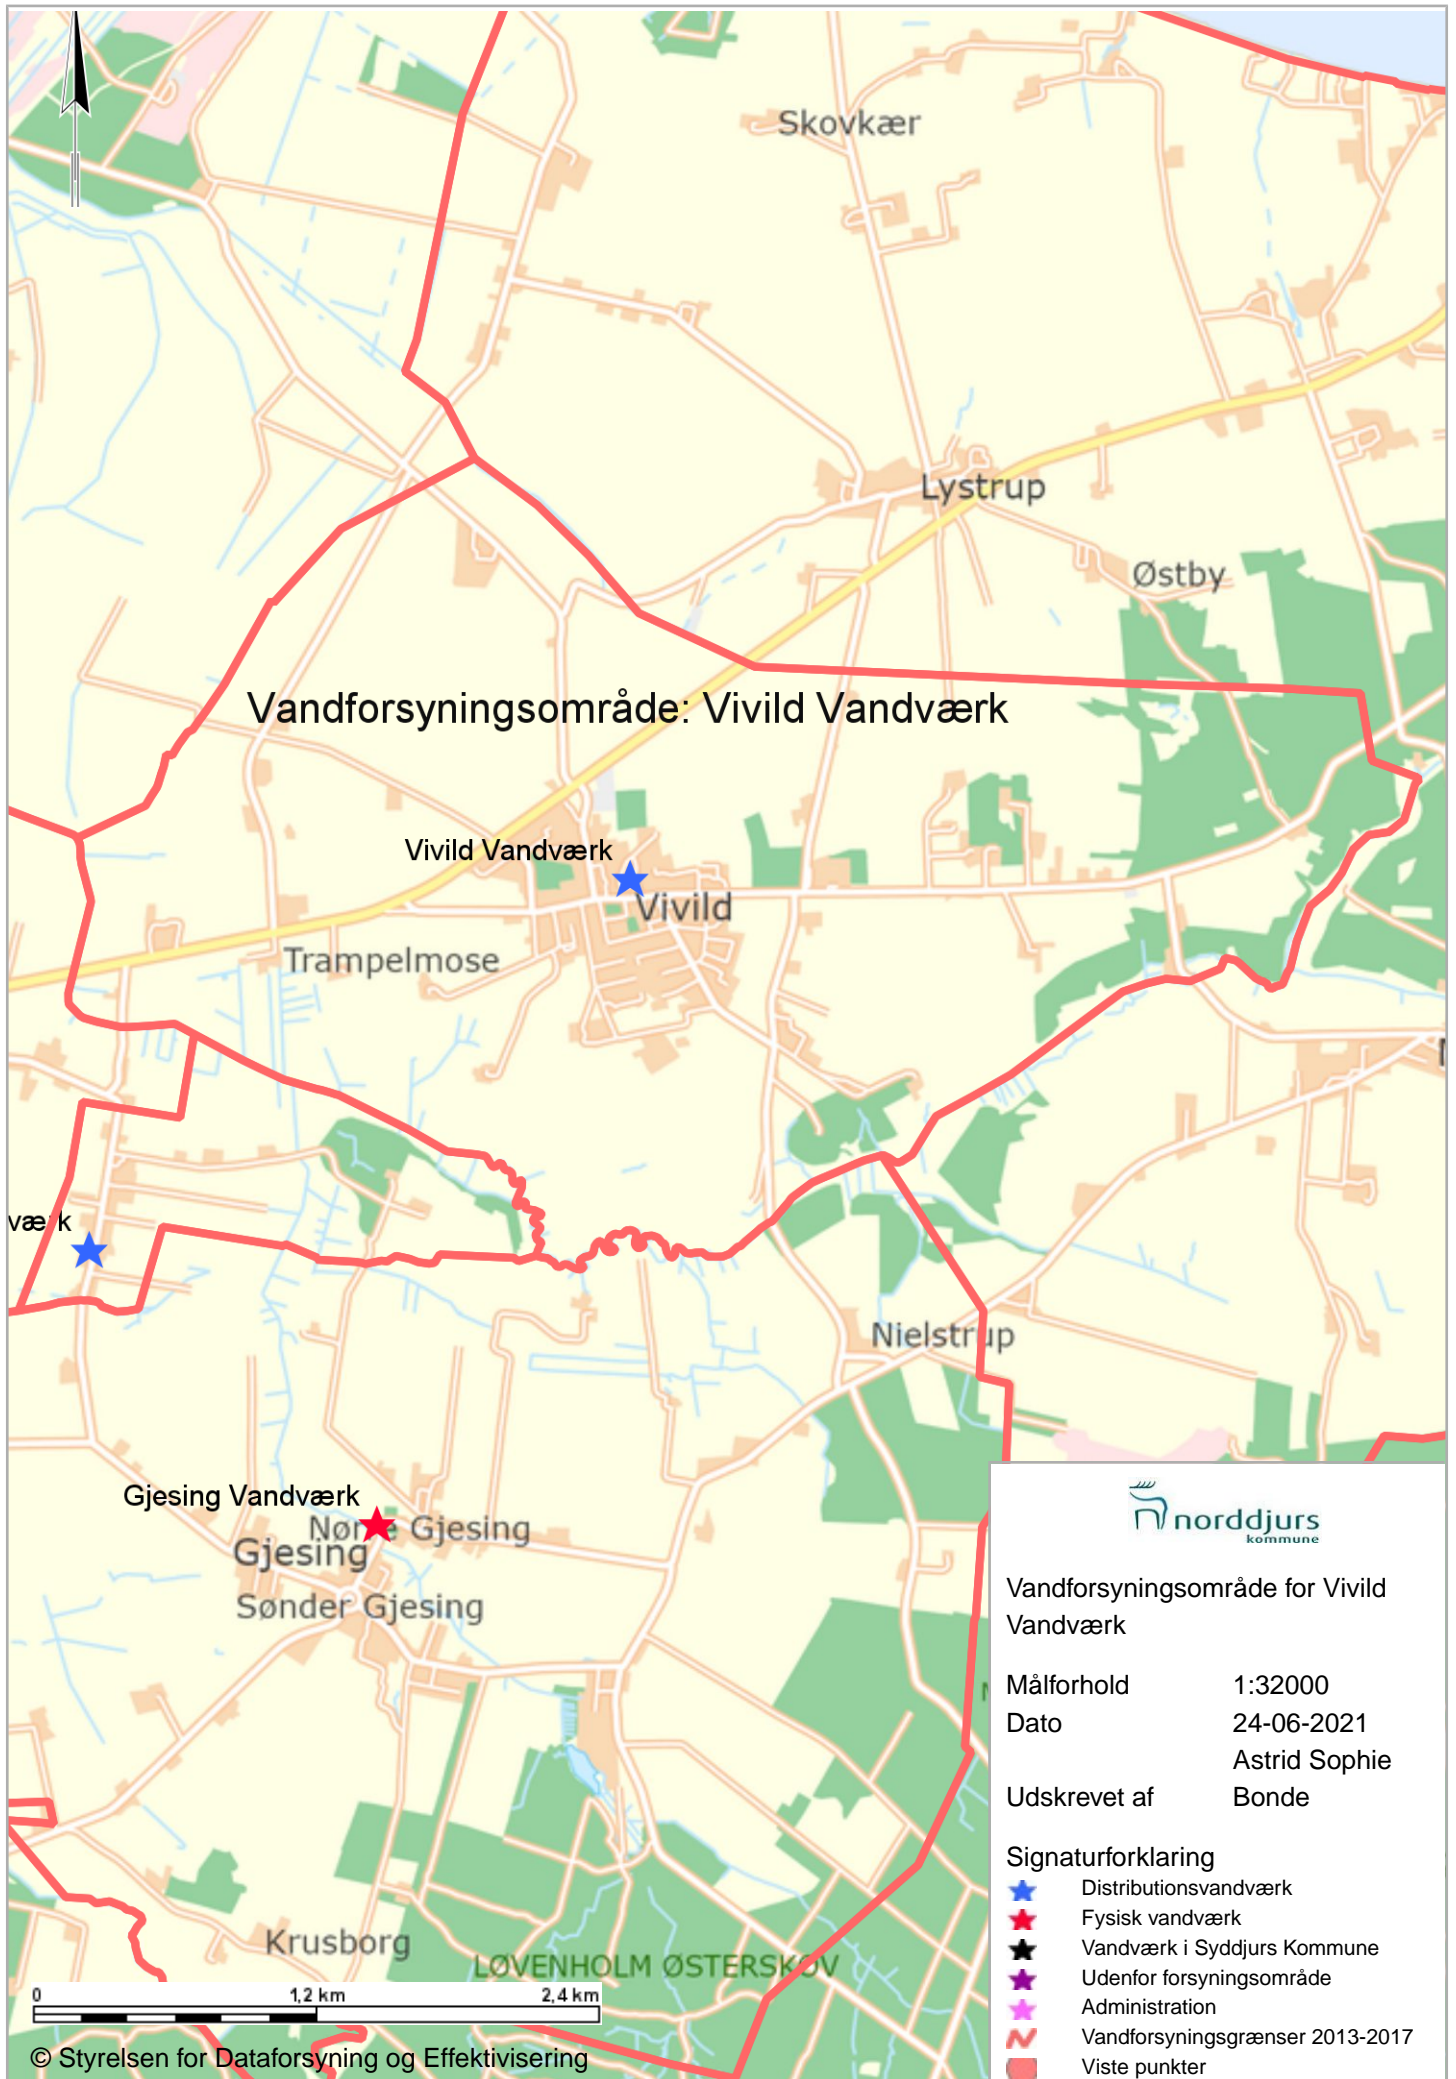 Skovkær
Lystrup
Østby
Vandforsyningsområde: Vivild Vandværk
Vivild Vandværk
Vivild
Trampelmose
værk
Nielstrup
Gjesing Vandværk
Nørre Gjesing
Gjesing
Sønder Gjesing
Krusborg
LØVENHOLM ØSTERSKOV
0 1,2 km 2,4 km
© Styrelsen for Dataforsyning og Effektivisering
norddjurs
kommune
Vandforsyningsområde for Vivild
Vandværk
Målforhold 1:32000
Dato 24-06-2021
Astrid Sophie
Udskrevet af Bonde
Signaturforklaring
Distributionsvandværk
Fysisk vandværk
Vandværk i Syddjurs Kommune
Udenfor forsyningsområde
Administration
Vandforsyningsgrænser 2013-2017
Viste punkter